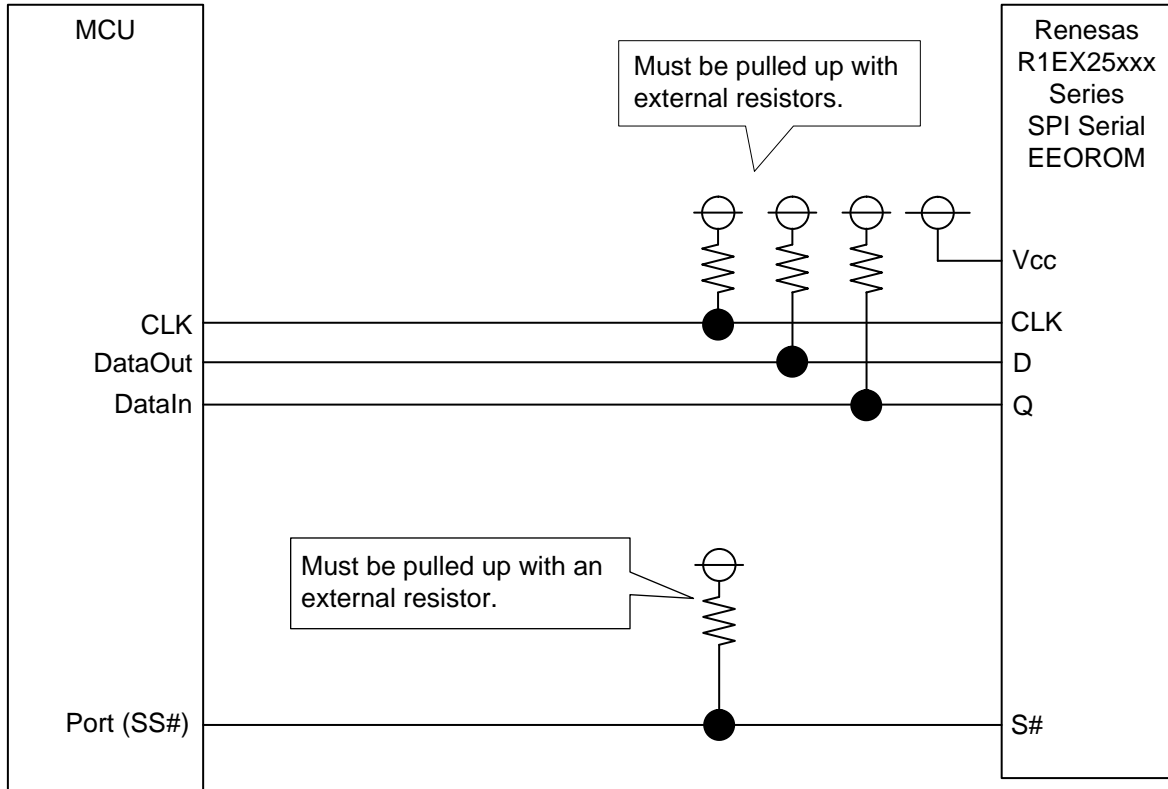 MCU
Renesas
R1EX25xxx
Series
SPI Serial
EEOROM
Must be pulled up with
external resistors.
Vcc
CLK
CLK
DataOut
D
DataIn
Q
Must be pulled up with an
external resistor.
Port (SS#)
S#